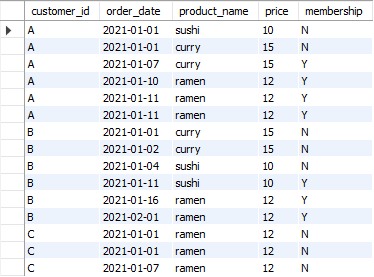 customer_id order_date product_name price membership
A 2021-01-01 sushi 10 N
A 2021-01-01 curry 15 N
A 2021-01-07 curry 15 Y
A 2021-01-10 ramen 12 Y
A 2021-01-11 ramen 12 Y
A 2021-01-11 ramen 12 Y
B 2021-01-01 curry 15 N
B 2021-01-02 curry 15 N
B 2021-01-04 sushi 10 N
B 2021-01-11 sushi 10 Y
B 2021-01-16 ramen 12 Y
B 2021-02-01 ramen 12 Y
C 2021-01-01 ramen 12 N
C 2021-01-01 ramen 12 N
C 2021-01-07 ramen 12 N